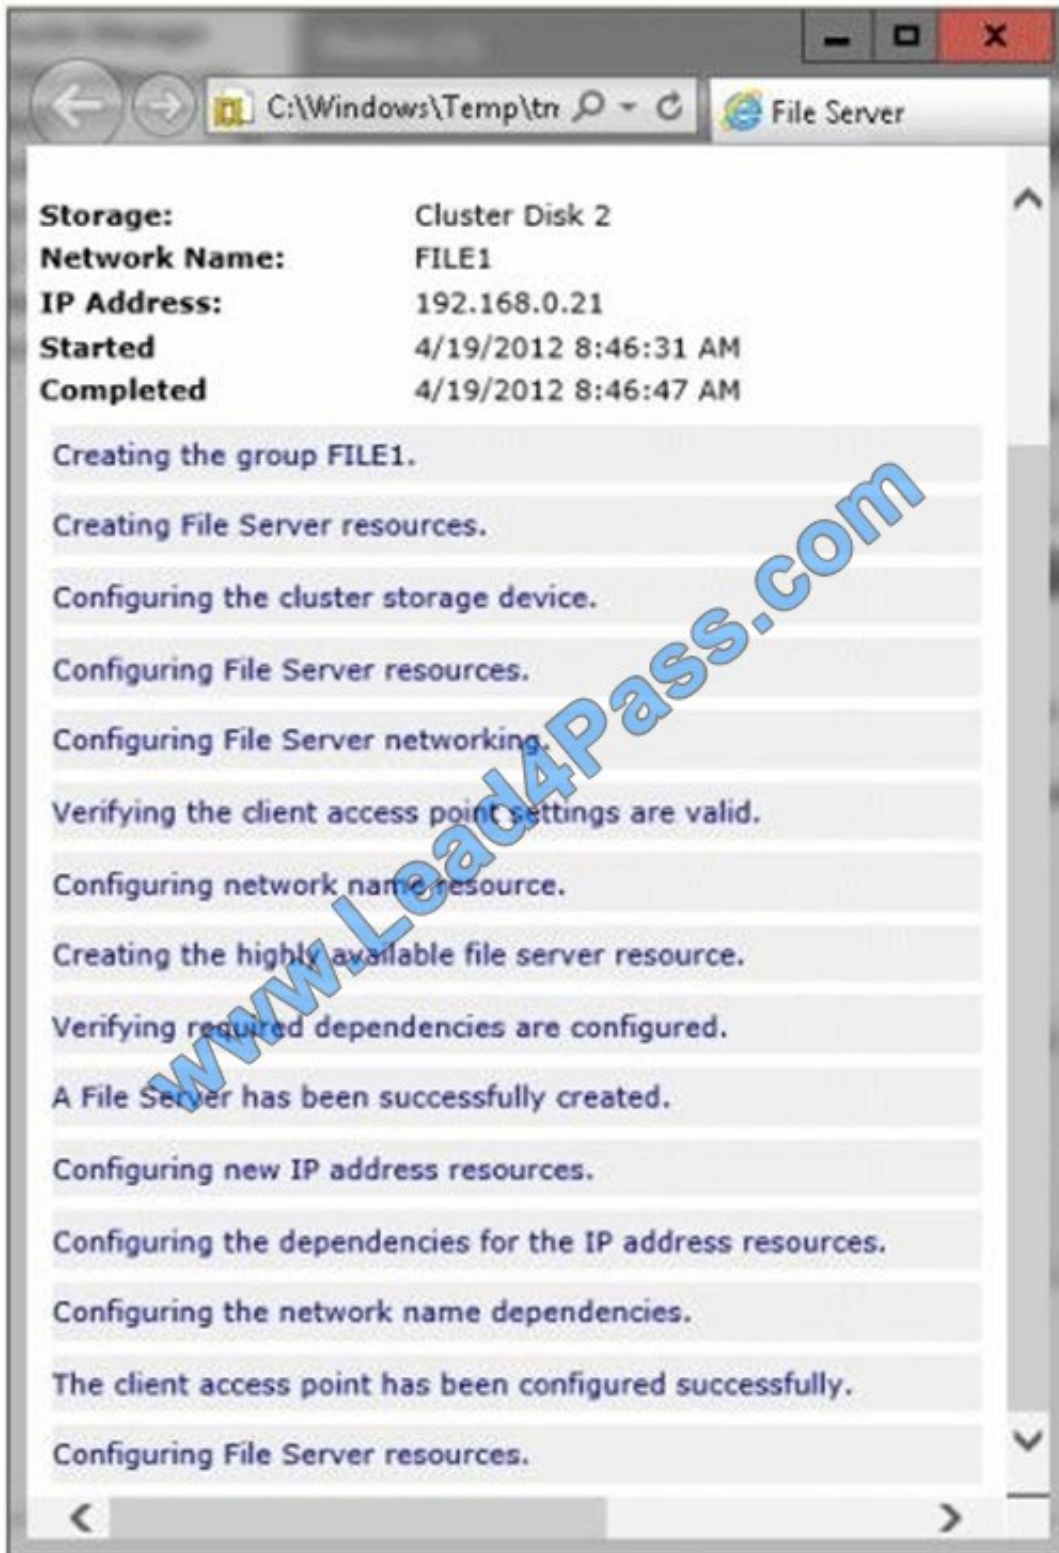 C:\Windows\Temp\tm
File Server
Storage: Cluster Disk 2
Network Name: FILE1
IP Address: 192.168.0.21
Started 4/19/2012 8:46:31 AM
Completed 4/19/2012 8:46:47 AM
Creating the group FILE1.
Creating File Server resources.
Configuring the cluster storage device.
Configuring File Server resources.
Configuring File Server networking.
Verifying the client access point settings are valid.
Configuring network name resource.
Creating the highly available file server resource.
Verifying required dependencies are configured.
A File Server has been successfully created.
Configuring new IP address resources.
Configuring the dependencies for the IP address resources.
Configuring the network name dependencies.
The client access point has been configured successfully.
Configuring File Server resources.
www.Lead4Pass.com